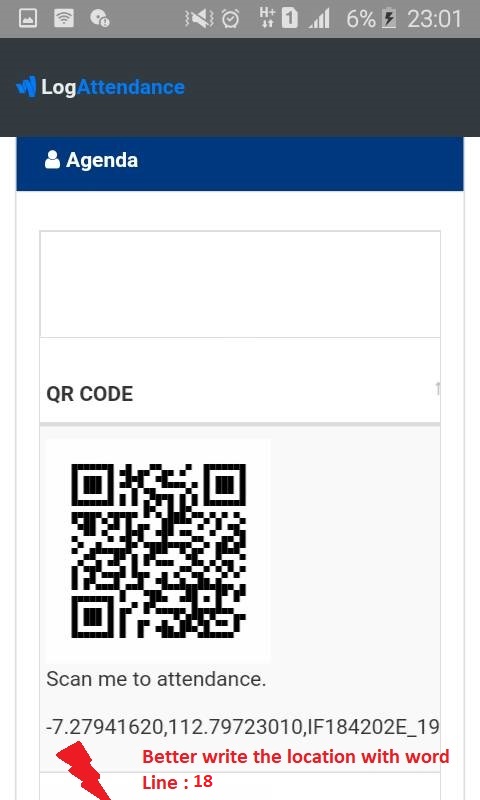 H+ 1 6% 23:01
LogAttendance
Agenda
QR CODE
Scan me to attendance.
-7.27941620,112.79723010,IF184202E_19
Better write the location with word
Line : 18